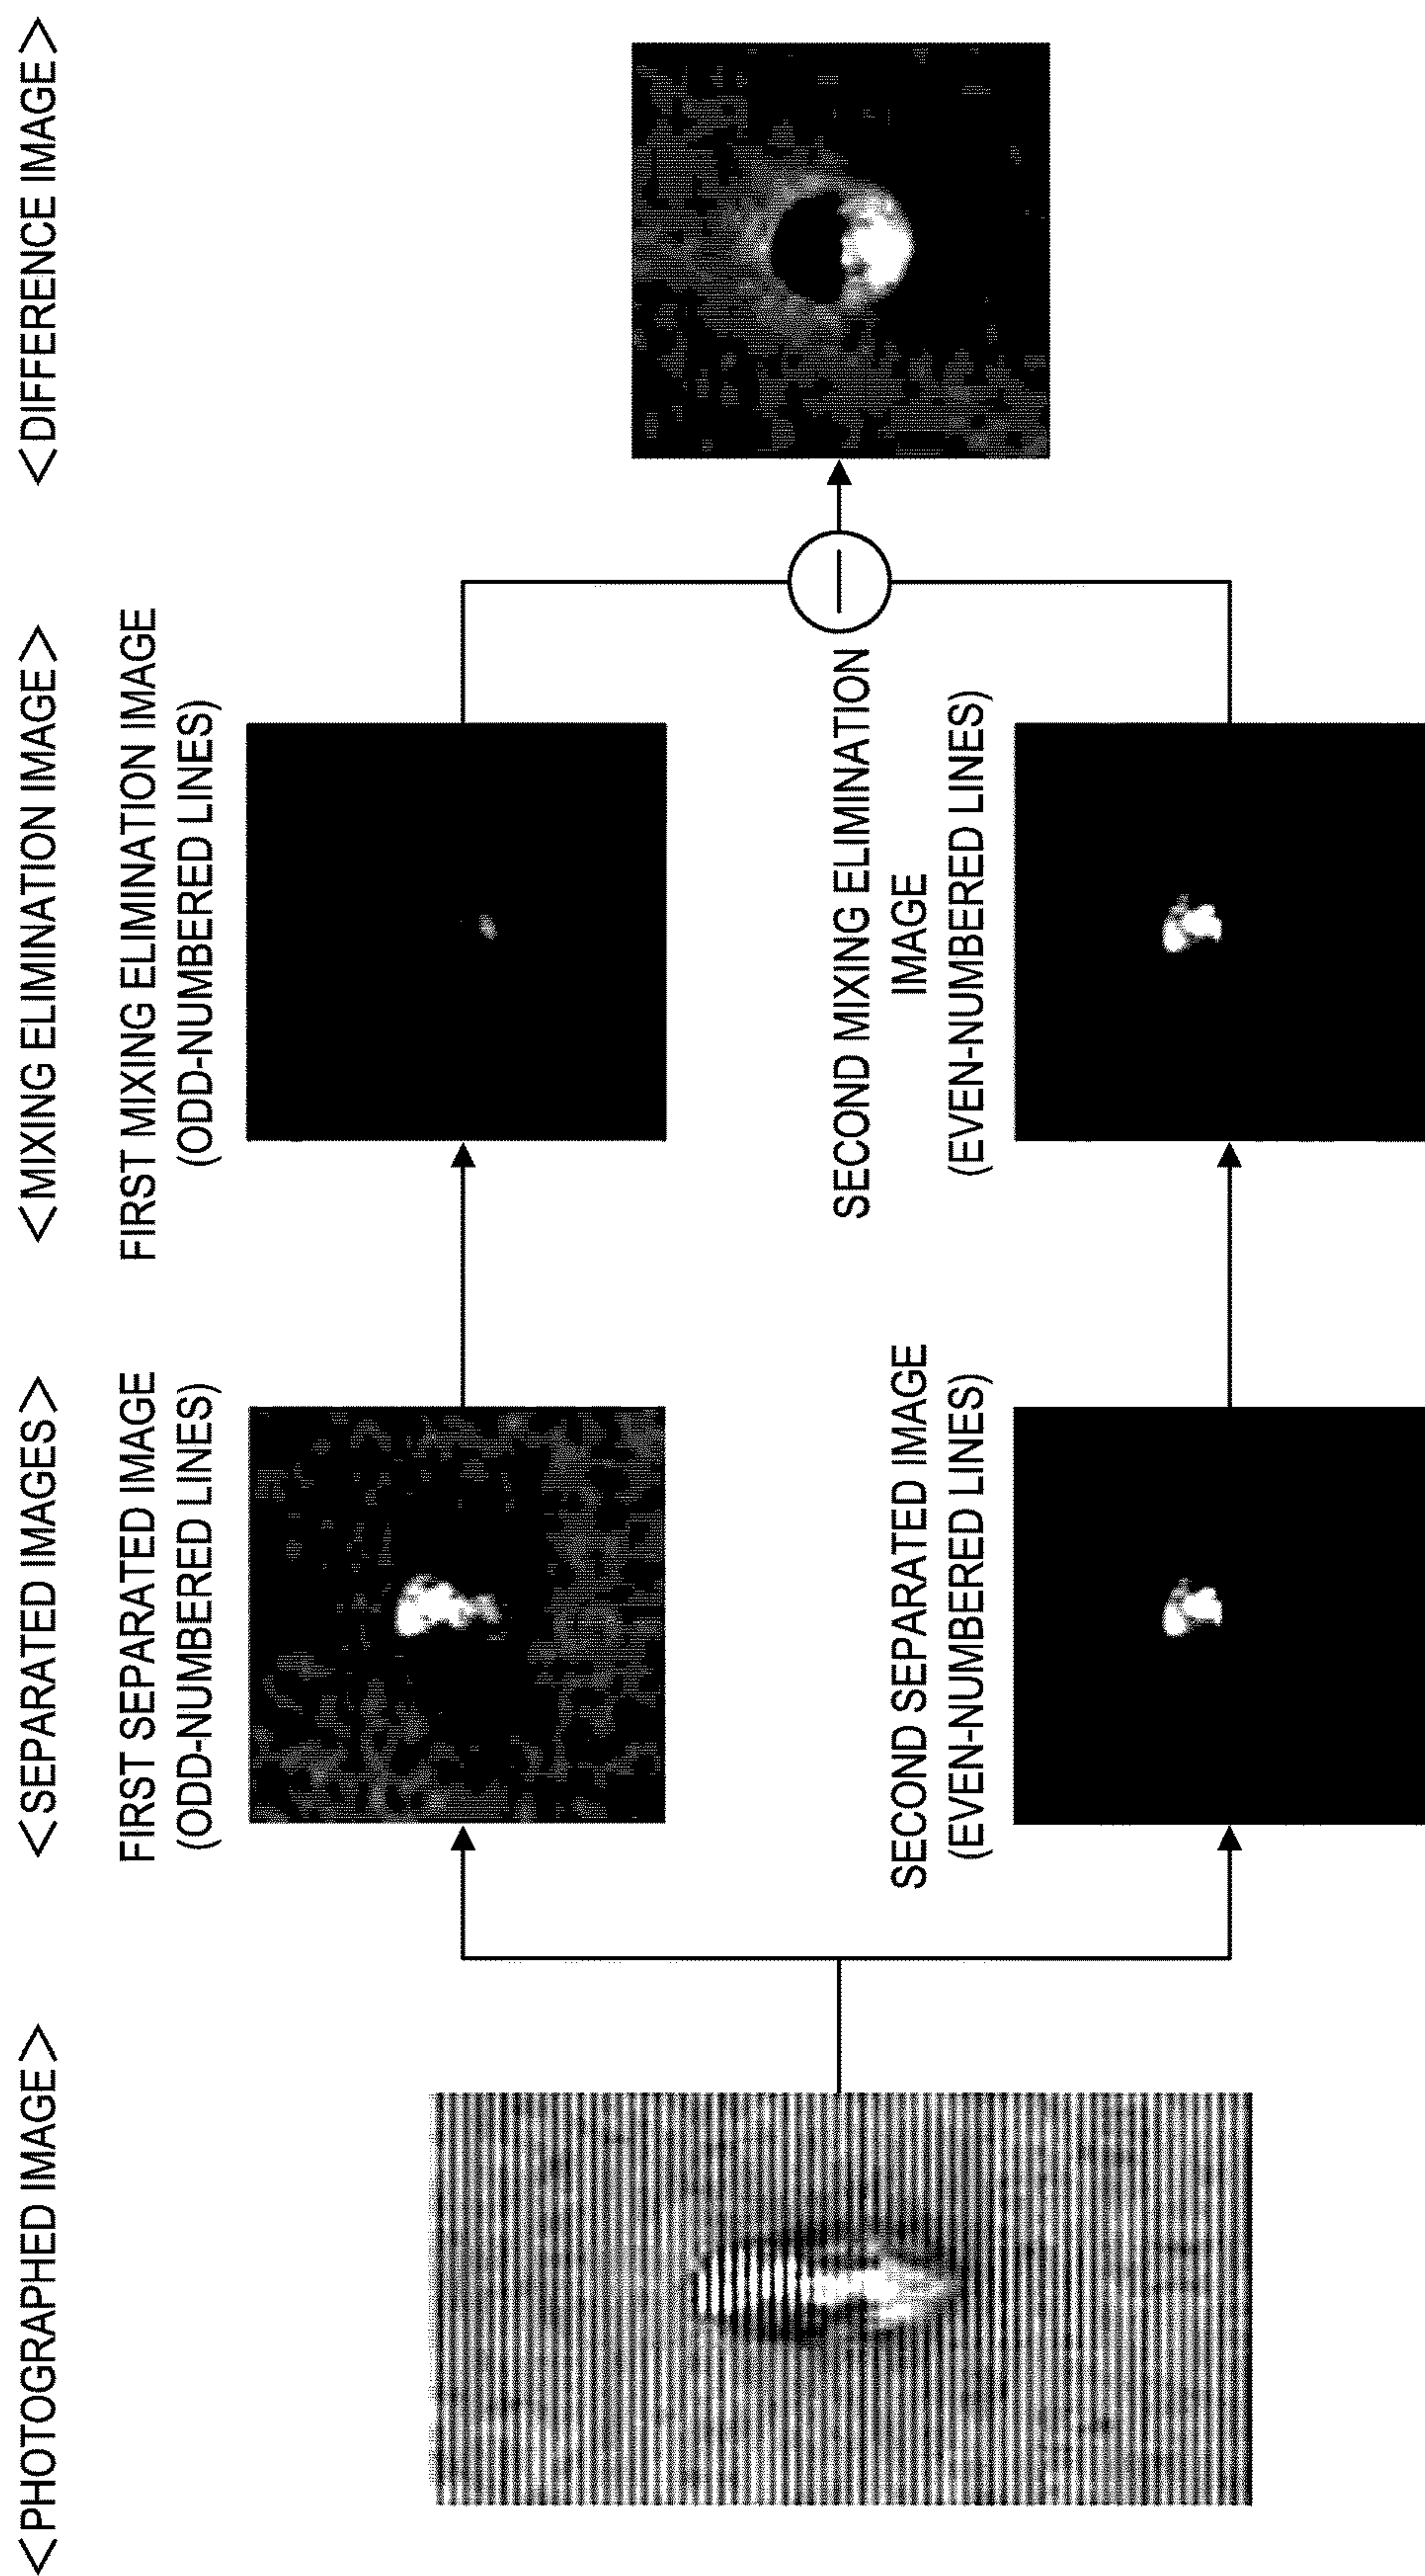 <PHOTOGRAPHED IMAGE>
<SEPARATED IMAGES>
<MIXING ELIMINATION IMAGE>
<DIFFERENCE IMAGE>
FIRST SEPARATED IMAGE
(ODD-NUMBERED LINES)
FIRST MIXING ELIMINATION IMAGE
(ODD-NUMBERED LINES)
SECOND SEPARATED IMAGE
(EVEN-NUMBERED LINES)
SECOND MIXING ELIMINATION
IMAGE
(EVEN-NUMBERED LINES)